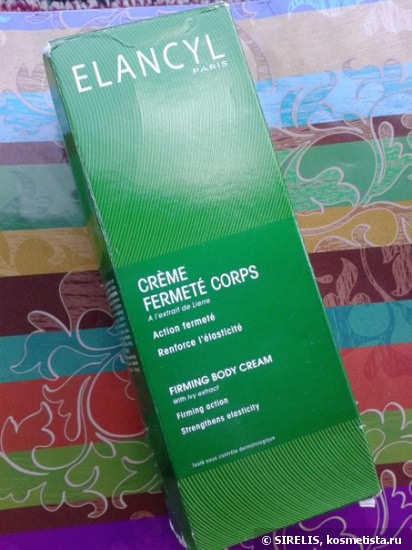 ELANCYL
PARIS
CRÈME
FERMETÉ CORPS
A l'extrait de Lierre
Action fermeté
Renforce l'élasticité
FIRMING BODY CREAM
with ivy extract
Firming action
Strengthens elasticity
Testé sous contrôle dermatologique
© SIRELIS, kosmetista.ru